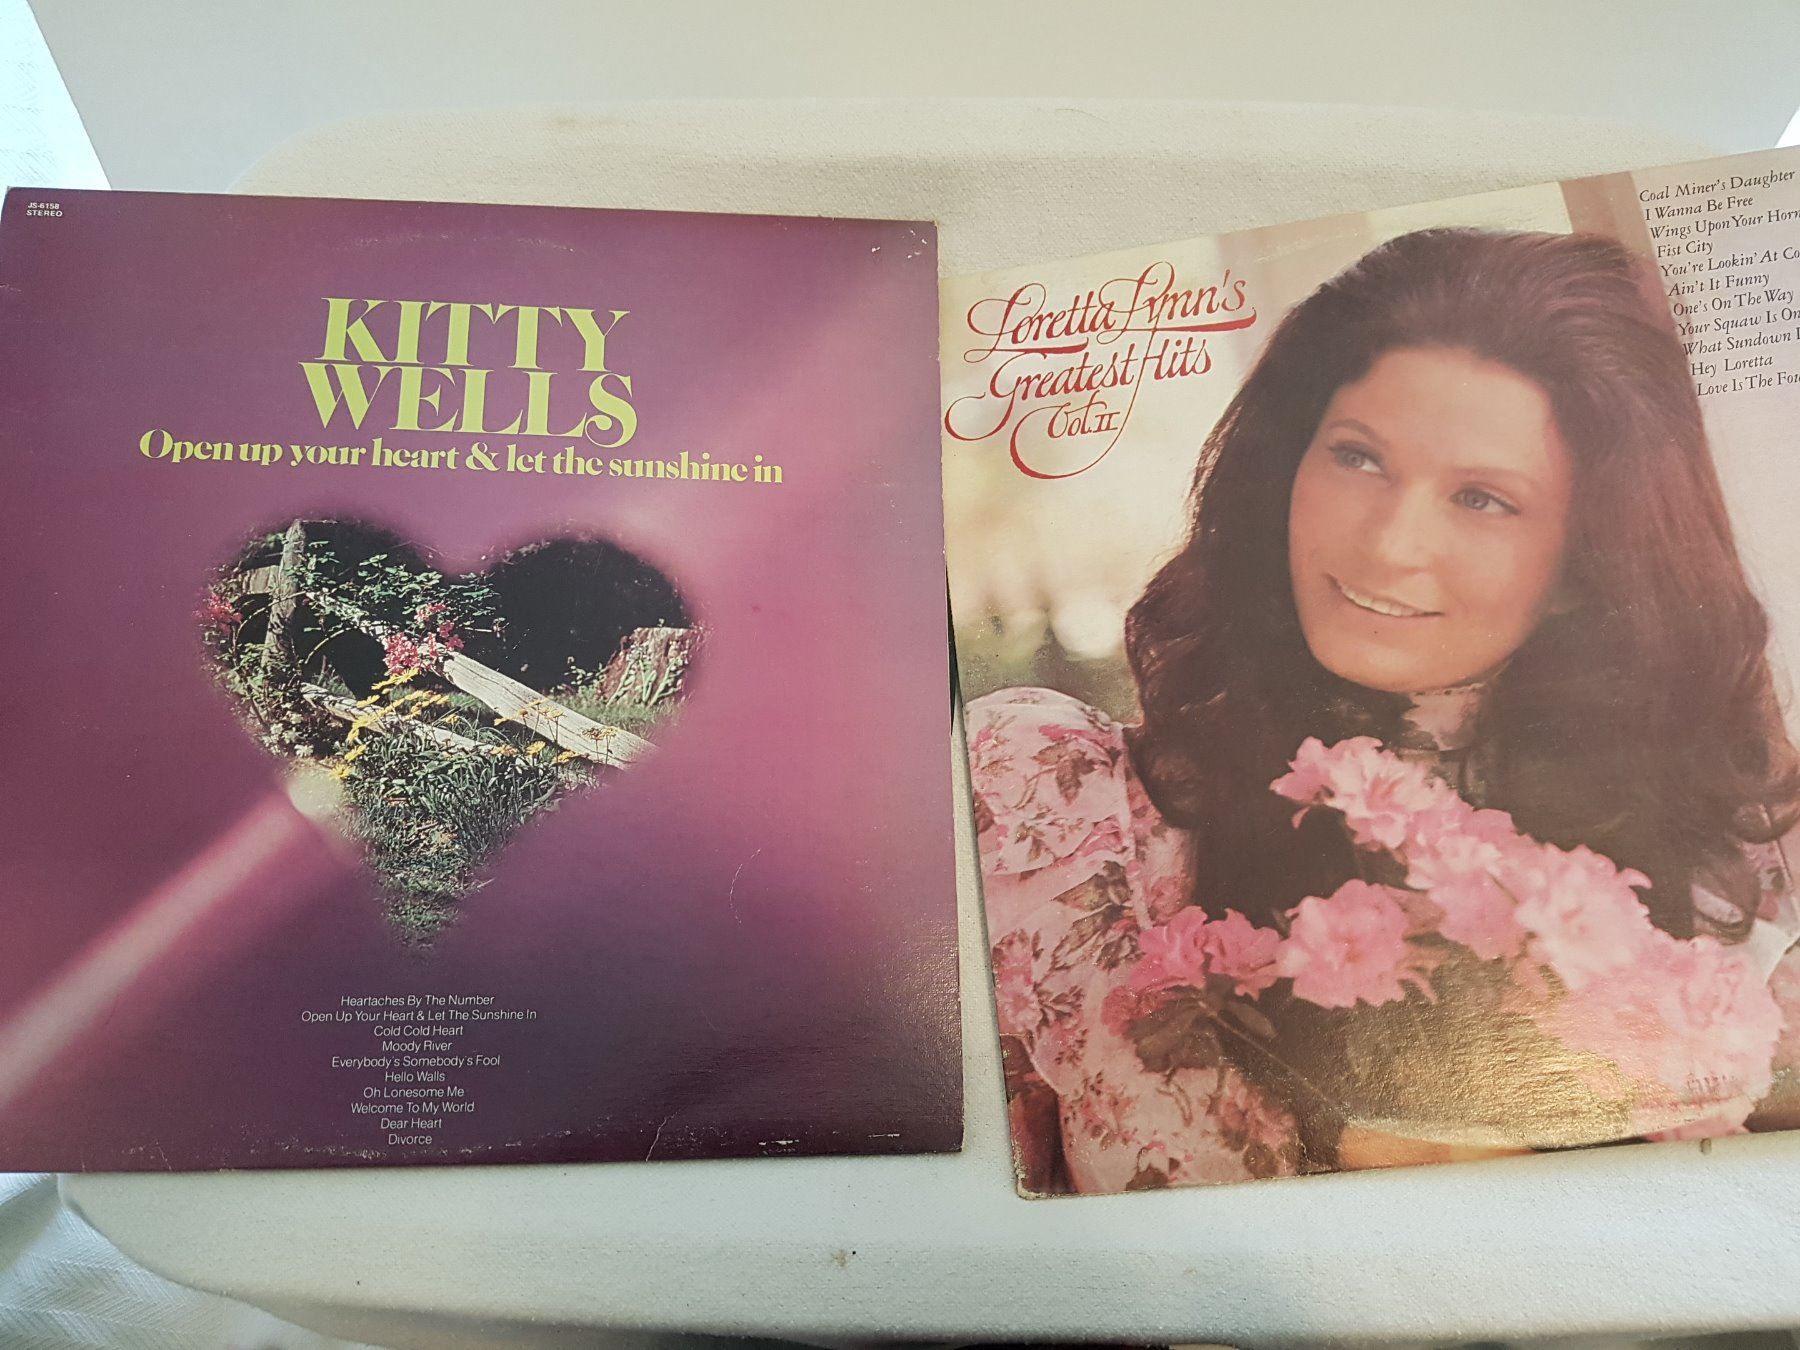 JS-6158
STEREO
KITTY
WELLS
Open up your heart & let the sunshine in
Heartaches By The Number
Open Up Your Heart & Let The Sunshine In
Cold Cold Heart
Moody River
Everybody's Somebody's Fool
Hello Walls
Oh Lonesome Me
Welcome To My World
Dear Heart
Divorce
Loretta Lynn's
Greatest Hits
Vol. II
Coal Miner's Daughter
I Wanna Be Free
Wings Upon Your
Fist City
You're Lookin' At
Ain't It Funny
One's On The Way
Your Squaw Is
What Sundown
Hey Loretta
Love Is The